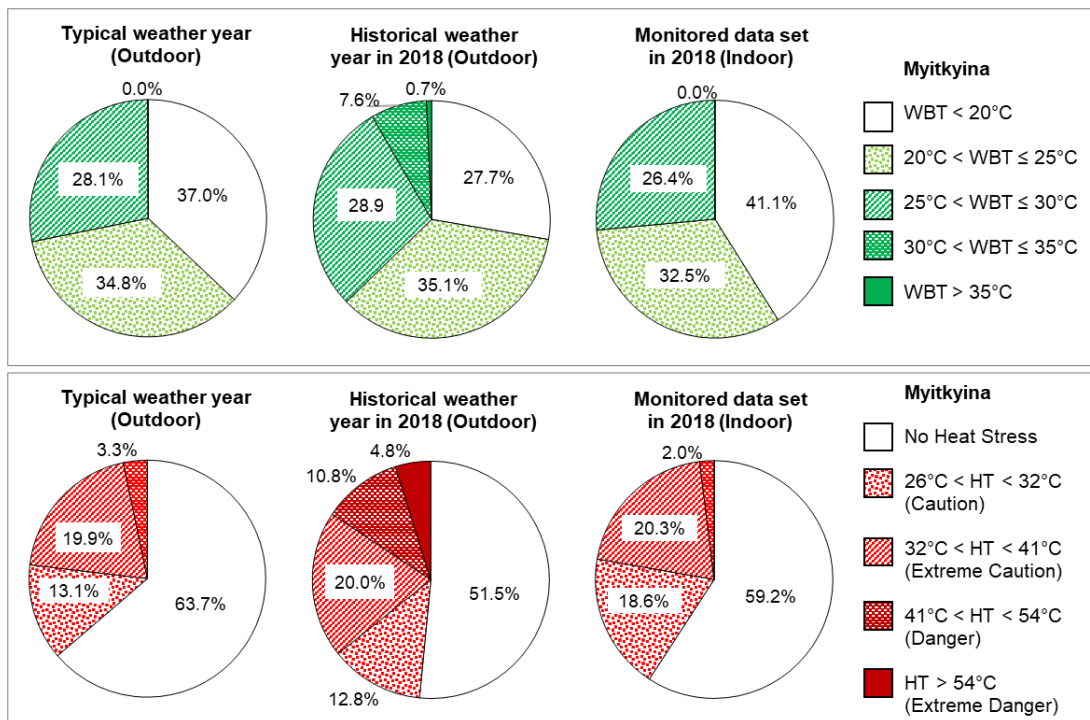 Typical weather year
(Outdoor)
0.0%
28.1%
37.0%
34.8%
Historical weather
year in 2018 (Outdoor)
7.6%
0.7%
28.9
27.7%
35.1%
Monitored data set
in 2018 (Indoor)
0.0%
26.4%
41.1%
32.5%
Myitkyina
WBT < 20°C
20°C < WBT ≤ 25°C
25°C < WBT ≤ 30°C
30°C < WBT ≤ 35°C
WBT > 35°C
Typical weather year
(Outdoor)
3.3%
19.9%
13.1%
63.7%
Historical weather
year in 2018 (Outdoor)
4.8%
10.8%
20.0%
51.5%
12.8%
Monitored data set
in 2018 (Indoor)
2.0%
20.3%
18.6%
59.2%
Myitkyina
No Heat Stress
26°C < HT < 32°C
(Caution)
32°C < HT < 41°C
(Extreme Caution)
41°C < HT < 54°C
(Danger)
HT > 54°C
(Extreme Danger)